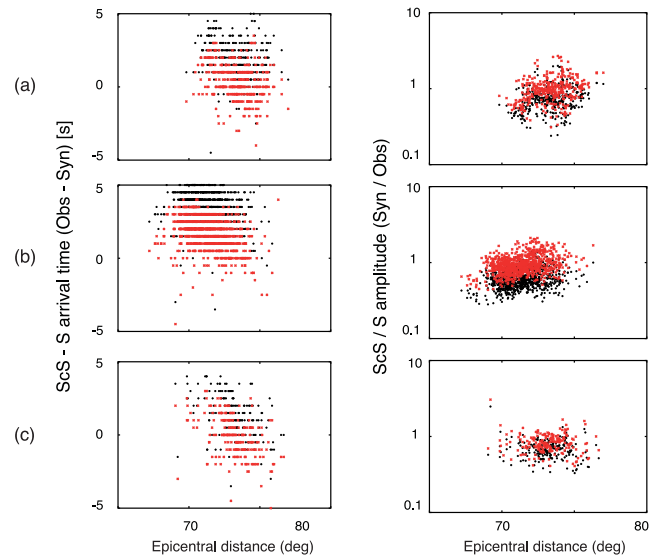 (a)
5
0
-5
10
1
0.1
(b)
5
0
-5
10
1
0.1
(c)
5
0
-5
10
1
0.1
ScS - S arrival time (Obs - Syn) [s]
ScS / S amplitude (Syn / Obs)
70 80
70 80
Epicentral distance (deg)
Epicentral distance (deg)